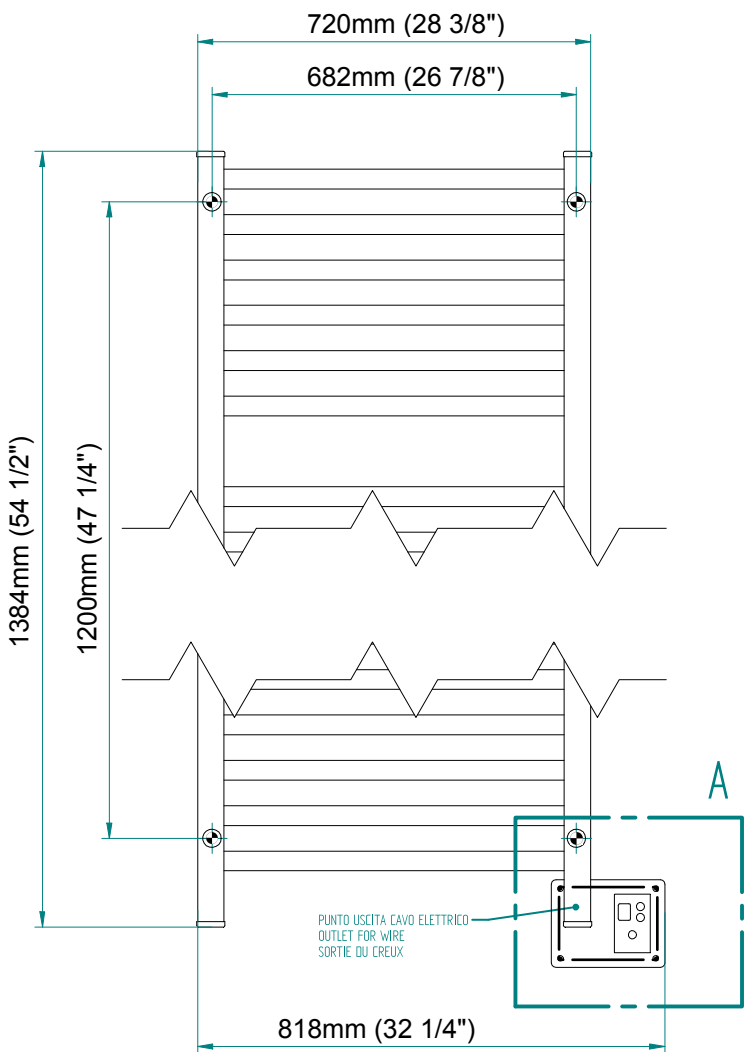 720mm (28 3/8")
682mm (26 7/8")
1384mm (54 1/2")
1200mm (47 1/4")
A
PUNTO USCITA CAVO ELETTRICO
OUTLET FOR WIRE
SORTIE DU CREUX
818mm (32 1/4")